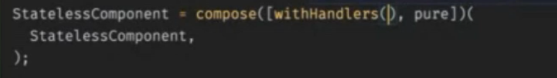 StatelessComponent = compose([withHandlers(), pure])(
  StatelessComponent,
);